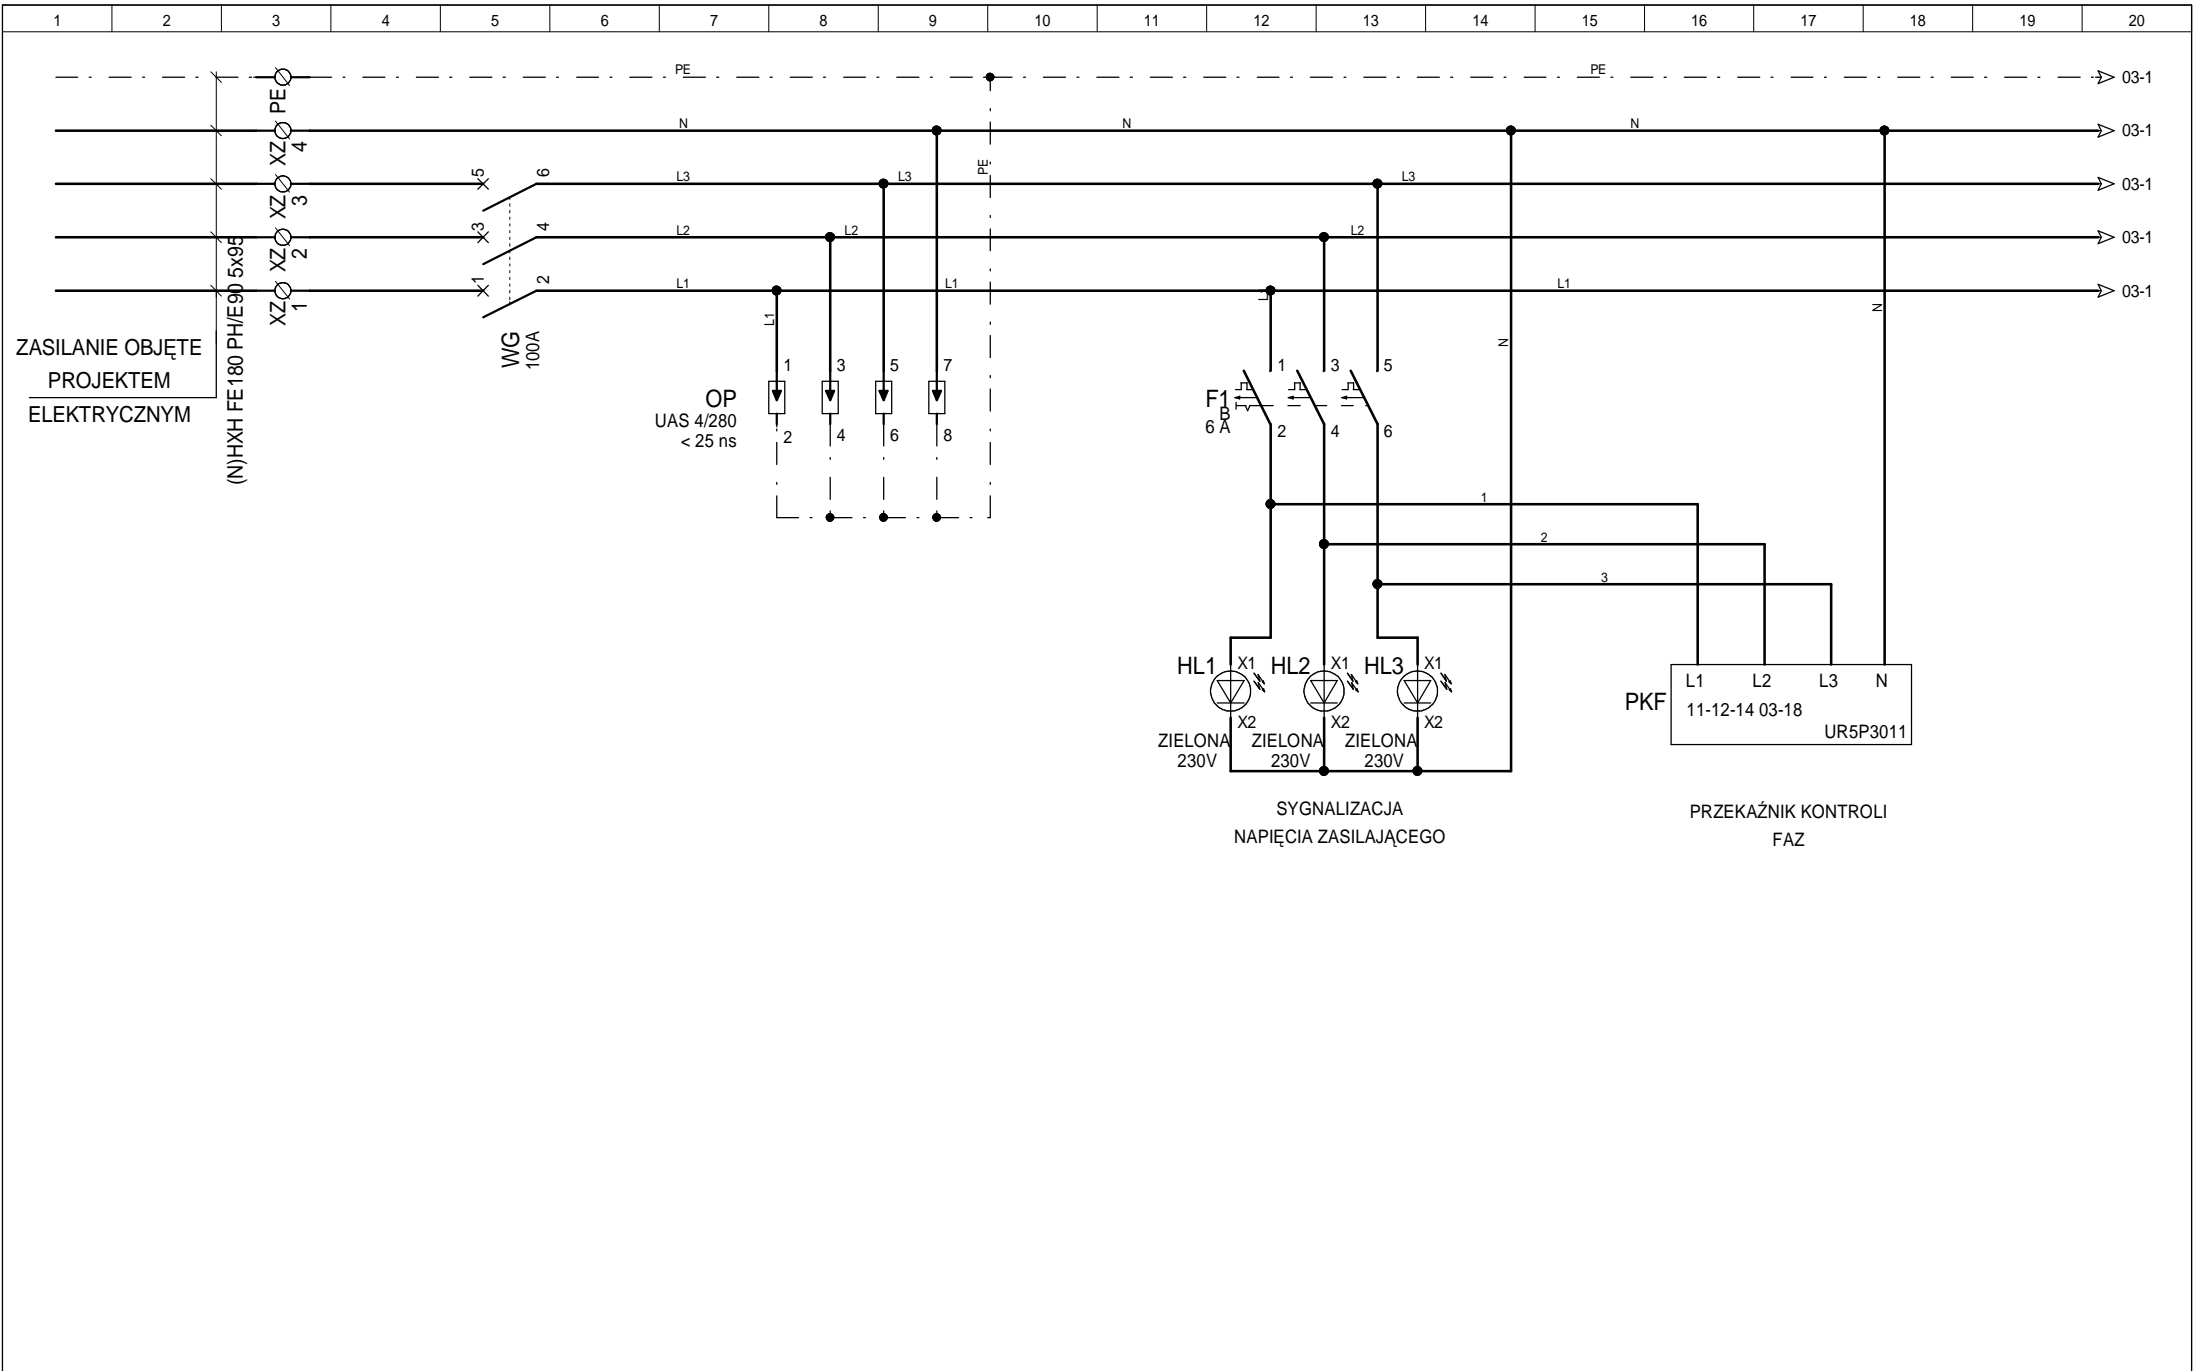 1 2 3 4 5 6 7 8 9 10 11 12 13 14 15 16 17 18 19 20
PE PE 03-1
PE
N N N 03-1
XZ 4
L3 L3 L3 03-1
XZ 3
5 6
PE
L2 L2 L2 03-1
XZ 2
3 4
L1 L1 L1 03-1
XZ 1
1 2
L1
N
N
(N)HXH FE180 PH/E90 5x95
ZASILANIE OBJĘTE
PROJEKTEM
ELEKTRYCZNYM
WG
100A
OP
UAS 4/280
< 25 ns
1 3 5 7
2 4 6 8
F1
B
6 A
1 3 5
2 4 6
1
2
3
HL1 X1 HL2 X1 HL3 X1
X2 X2 X2
ZIELONA ZIELONA ZIELONA
230V 230V 230V
PKF
L1 L2 L3 N
11-12-14 03-18
UR5P3011
SYGNALIZACJA
NAPIĘCIA ZASILAJĄCEGO
PRZEKAŹNIK KONTROLI
FAZ